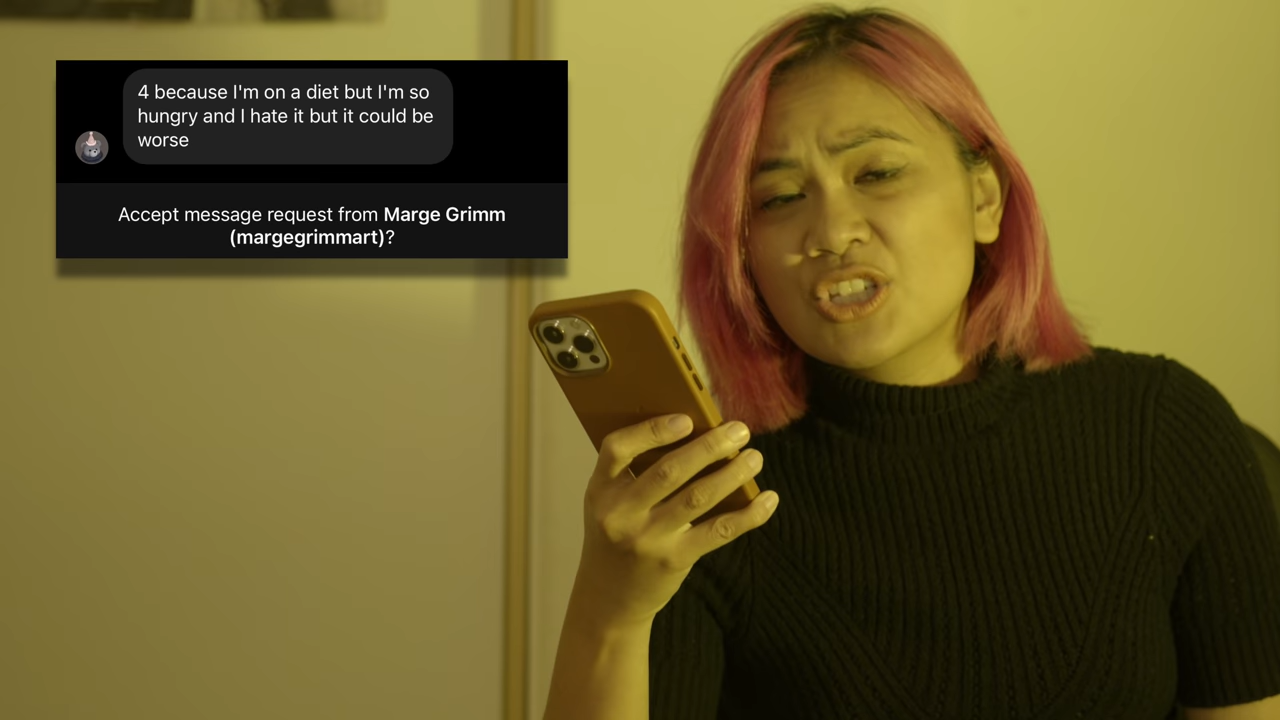 4 because I'm on a diet but I'm so
hungry and I hate it but it could be
worse
Accept message request from Marge Grimm
(margegrimmart)?